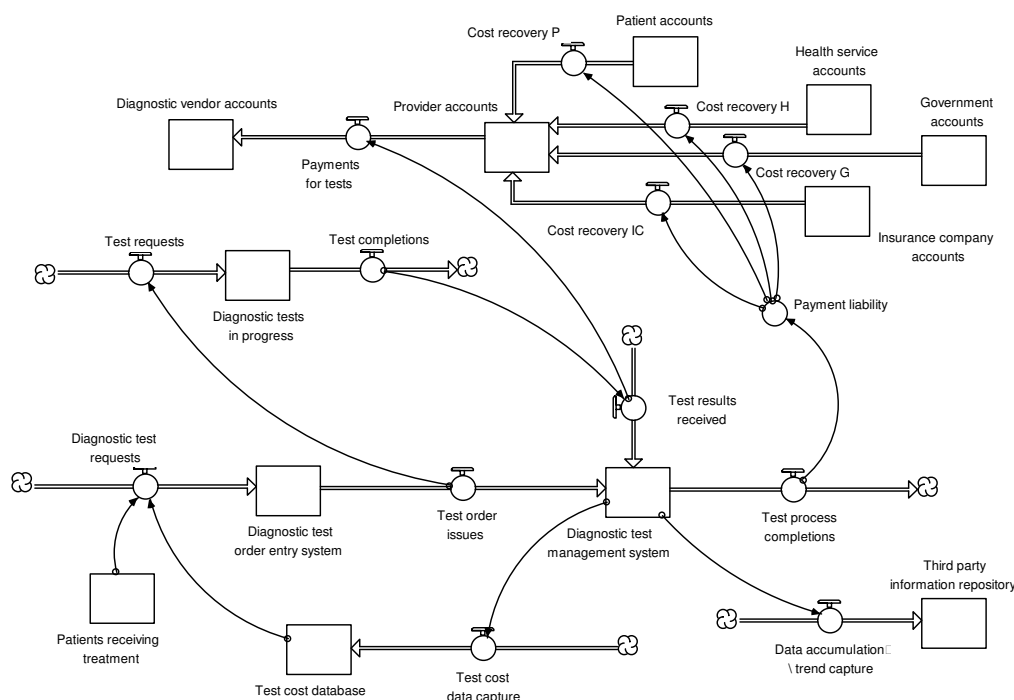 Patient accounts
Cost recovery P
Health service
accounts
Diagnostic vendor accounts
Provider accounts
Cost recovery H
Government
accounts
Payments
for tests
Cost recovery G
Cost recovery IC
Insurance company
accounts
Test requests
Test completions
Diagnostic tests
in progress
Payment liability
Test results
received
Diagnostic test
requests
Diagnostic test
order entry system
Test order
issues
Diagnostic test
management system
Test process
completions
Third party
information repository
Patients receiving
treatment
Test cost database
Test cost
data capture
Data accumulation
\ trend capture